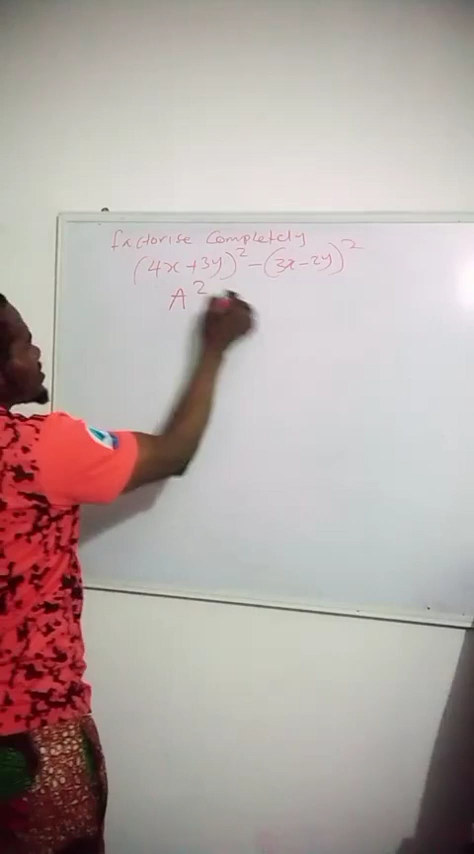 factorise completely
(4x+3y)² - (3x-2y)²
A²